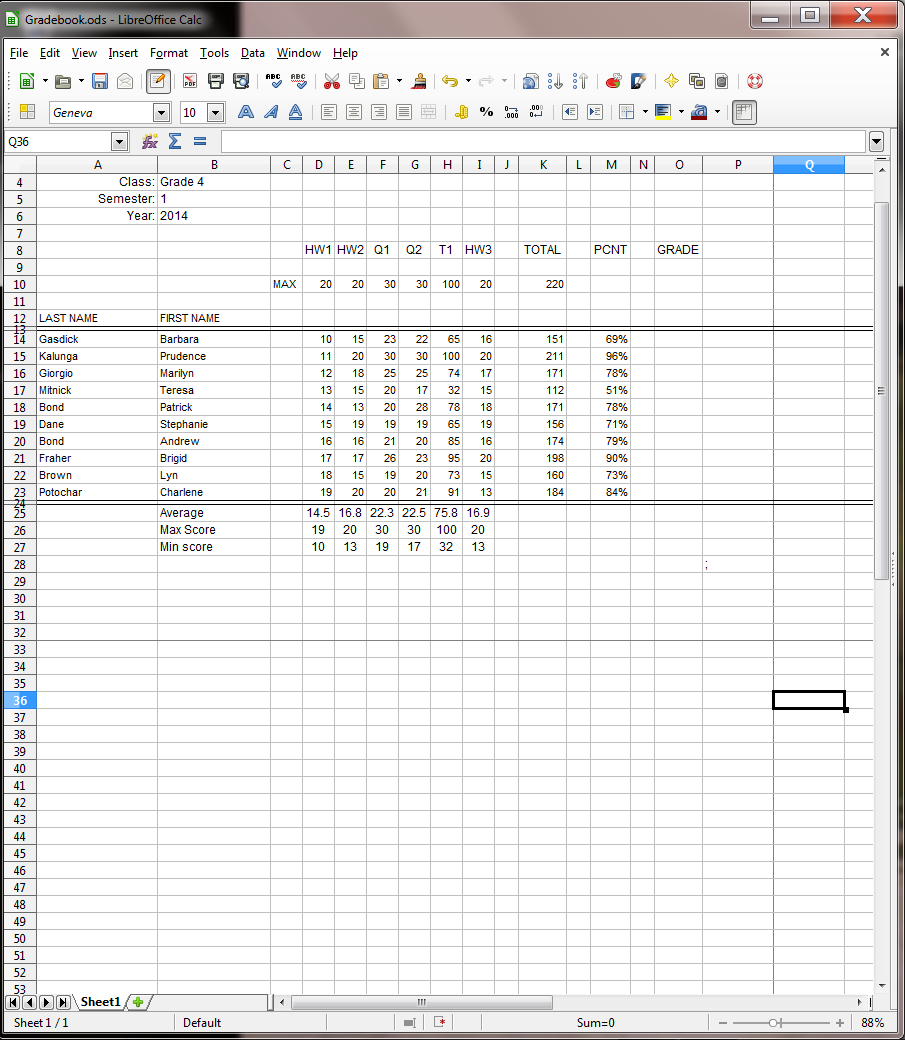 Gradebook.ods - LibreOffice Calc
File Edit View Insert Format Tools Data Window Help
Geneva 10
Q36
A B C D E F G H I J K L M N O P Q
4 Class: Grade 4
5 Semester: 1
6 Year: 2014
7
8 HW1 HW2 Q1 Q2 T1 HW3 TOTAL PCNT GRADE
9
10 MAX 20 20 30 30 100 20 220
11
12 LAST NAME FIRST NAME
13
14 Gasdick Barbara 10 15 23 22 65 16 151 69%
15 Kalunga Prudence 11 20 30 30 100 20 211 96%
16 Giorgio Marilyn 12 18 25 25 74 17 171 78%
17 Mitnick Teresa 13 15 20 17 32 15 112 51%
18 Bond Patrick 14 13 20 28 78 18 171 78%
19 Dane Stephanie 15 19 19 19 65 19 156 71%
20 Bond Andrew 16 16 21 20 85 16 174 79%
21 Fraher Brigid 17 17 26 23 95 20 198 90%
22 Brown Lyn 18 15 19 20 73 15 160 73%
23 Potochar Charlene 19 20 20 21 91 13 184 84%
24
25 Average 14.5 16.8 22.3 22.5 75.8 16.9
26 Max Score 19 20 30 30 100 20
27 Min score 10 13 19 17 32 13
28 ;
29
30
31
32
33
34
35
36
37
38
39
40
41
42
43
44
45
46
47
48
49
50
51
52
53
Sheet1
Sheet 1 / 1 Default Sum=0 88%